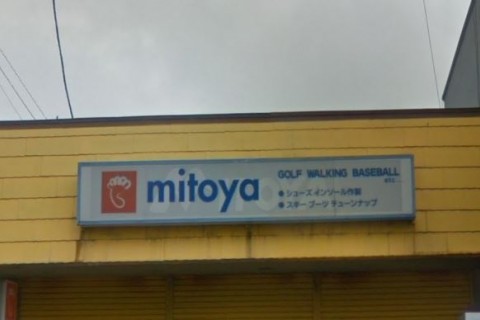 mitoya
GOLF WALKING BASEBALL
● シューズ インソール作製
● スキー ブーツ チューンナップ